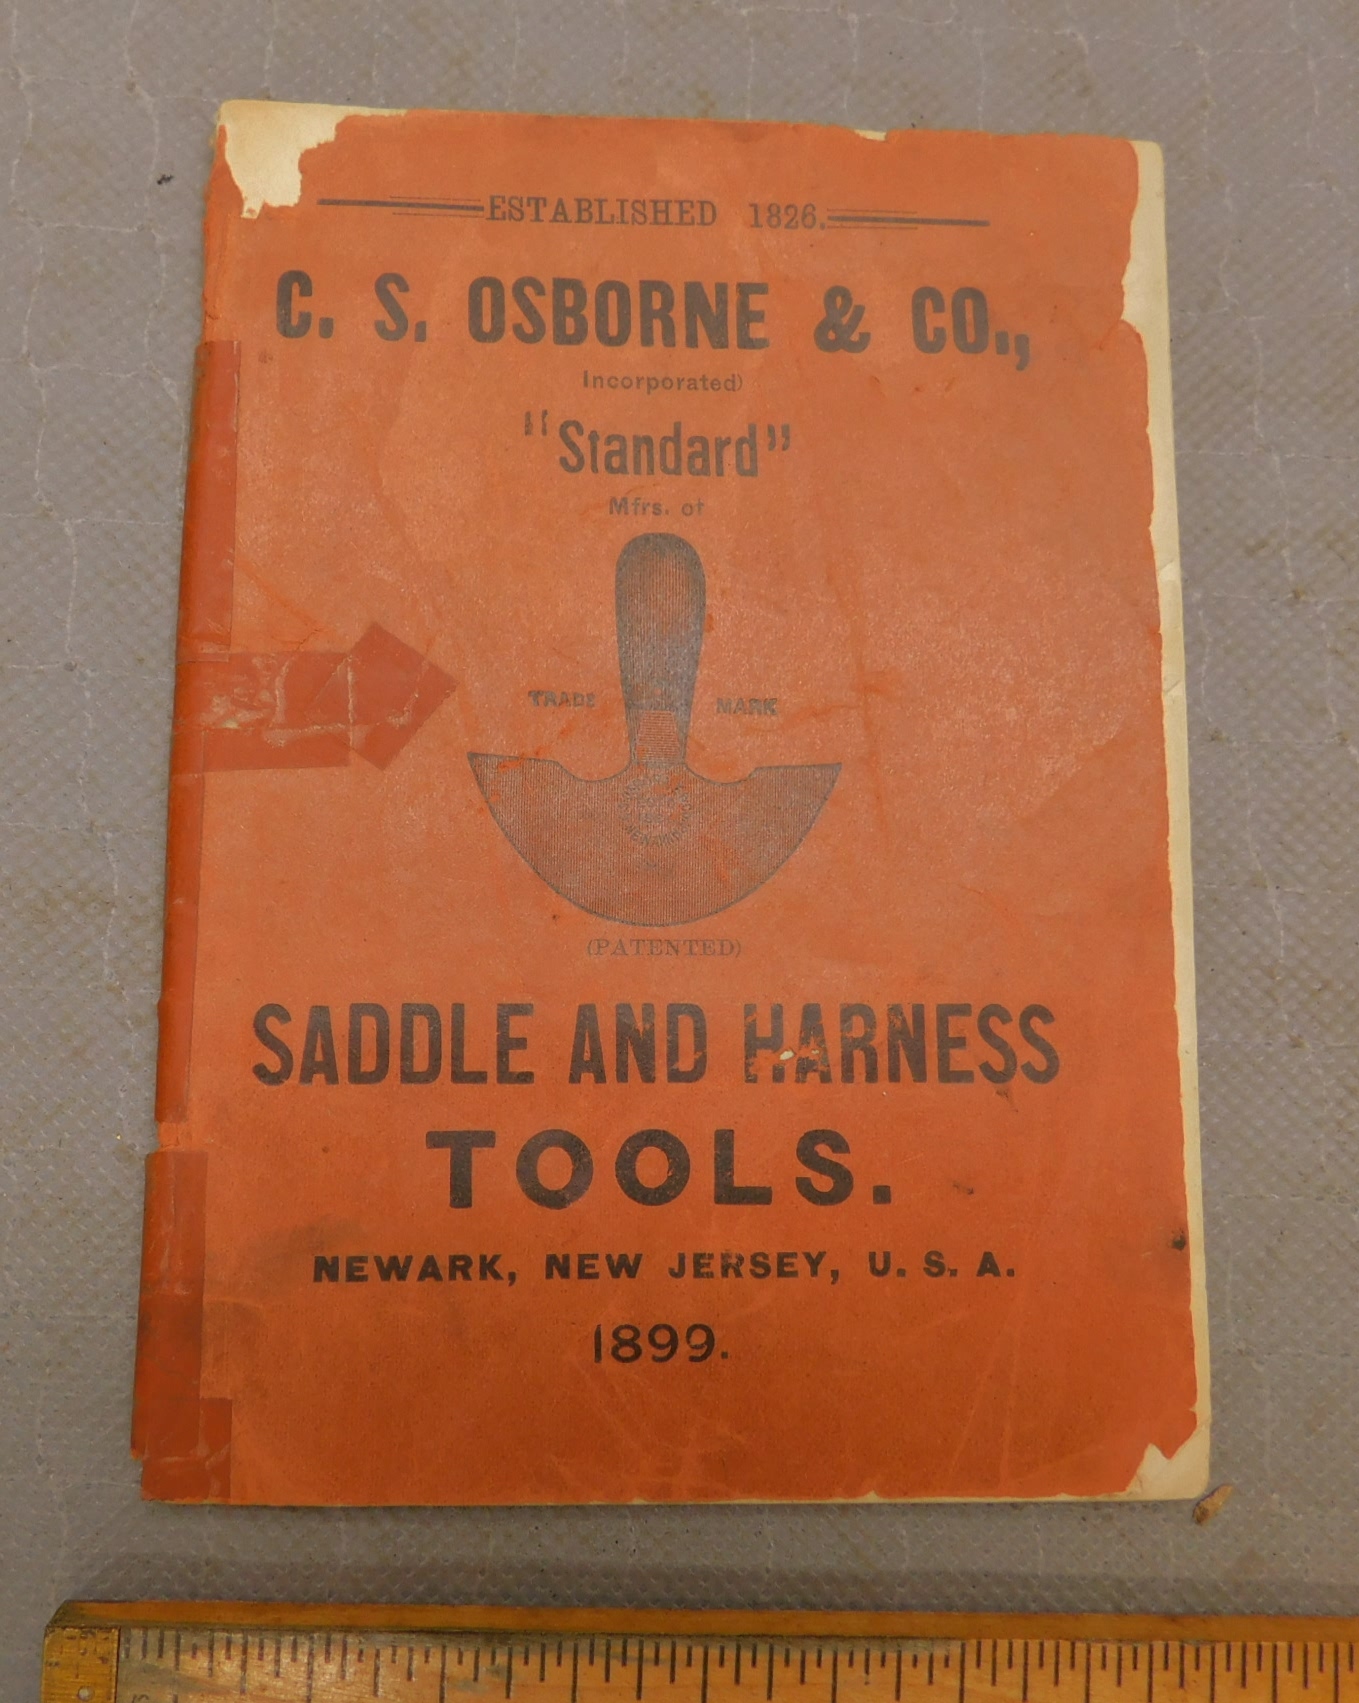 ESTABLISHED 1826.
C. S. OSBORNE & CO.,
Incorporated)
"Standard"
Mfrs. of
TRADE MARK
(PATENTED)
SADDLE AND HARNESS
TOOLS.
NEWARK, NEW JERSEY, U. S. A.
1899.